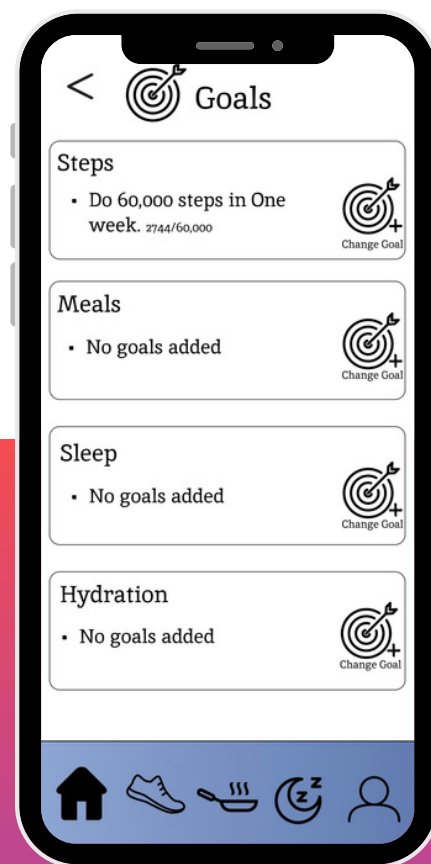 <
Goals
Steps
• Do 60,000 steps in One
week. 2744/60,000
Change Goal
Meals
• No goals added
Change Goal
Sleep
• No goals added
Change Goal
Hydration
• No goals added
Change Goal
z z